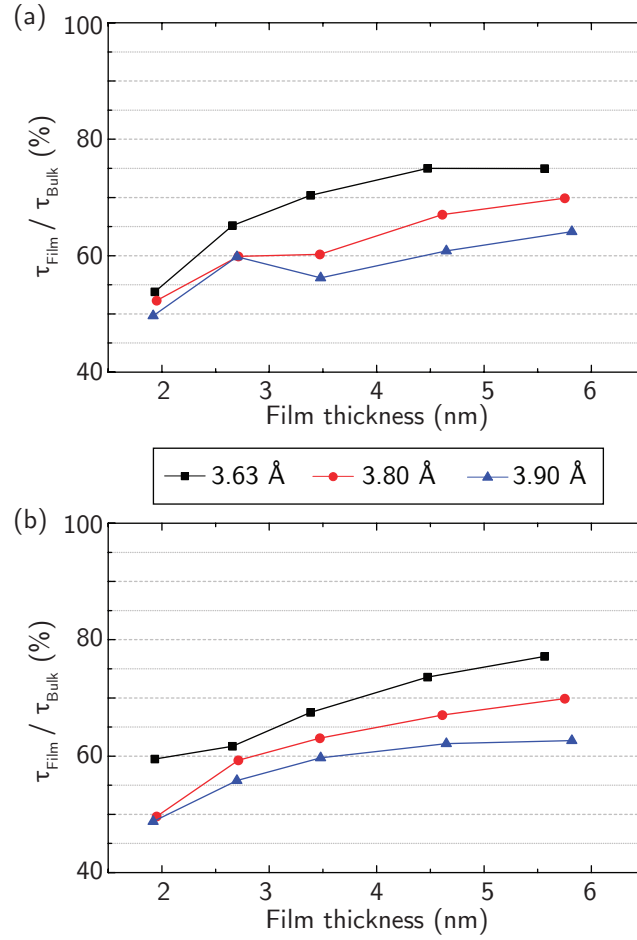 (a)
100
80
60
40
τFilm / τBulk (%)
2 3 4 5 6
Film thickness (nm)
3.63 Å 3.80 Å 3.90 Å
(b)
100
80
60
40
τFilm / τBulk (%)
2 3 4 5 6
Film thickness (nm)